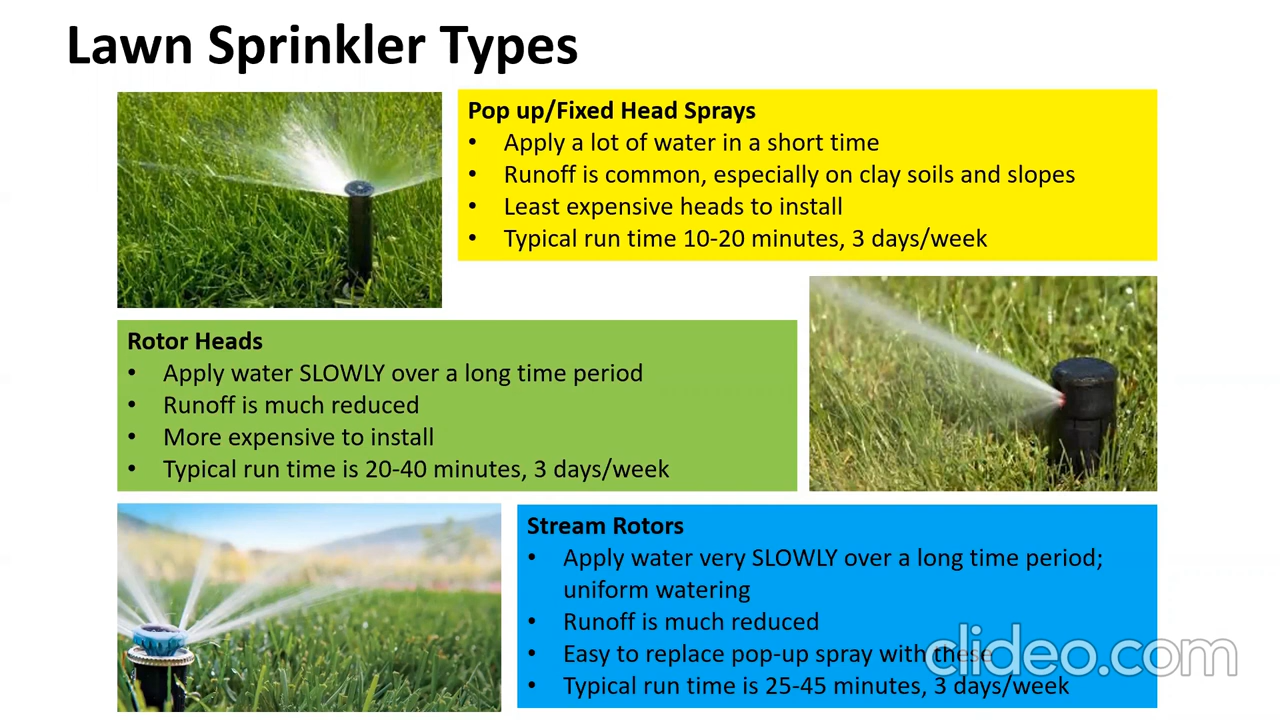 Lawn Sprinkler Types
Pop up/Fixed Head Sprays
• Apply a lot of water in a short time
• Runoff is common, especially on clay soils and slopes
• Least expensive heads to install
• Typical run time 10-20 minutes, 3 days/week
Rotor Heads
• Apply water SLOWLY over a long time period
• Runoff is much reduced
• More expensive to install
• Typical run time is 20-40 minutes, 3 days/week
Stream Rotors
• Apply water very SLOWLY over a long time period;
uniform watering
• Runoff is much reduced
• Easy to replace pop-up spray with these
• Typical run time is 25-45 minutes, 3 days/week
clideo.com